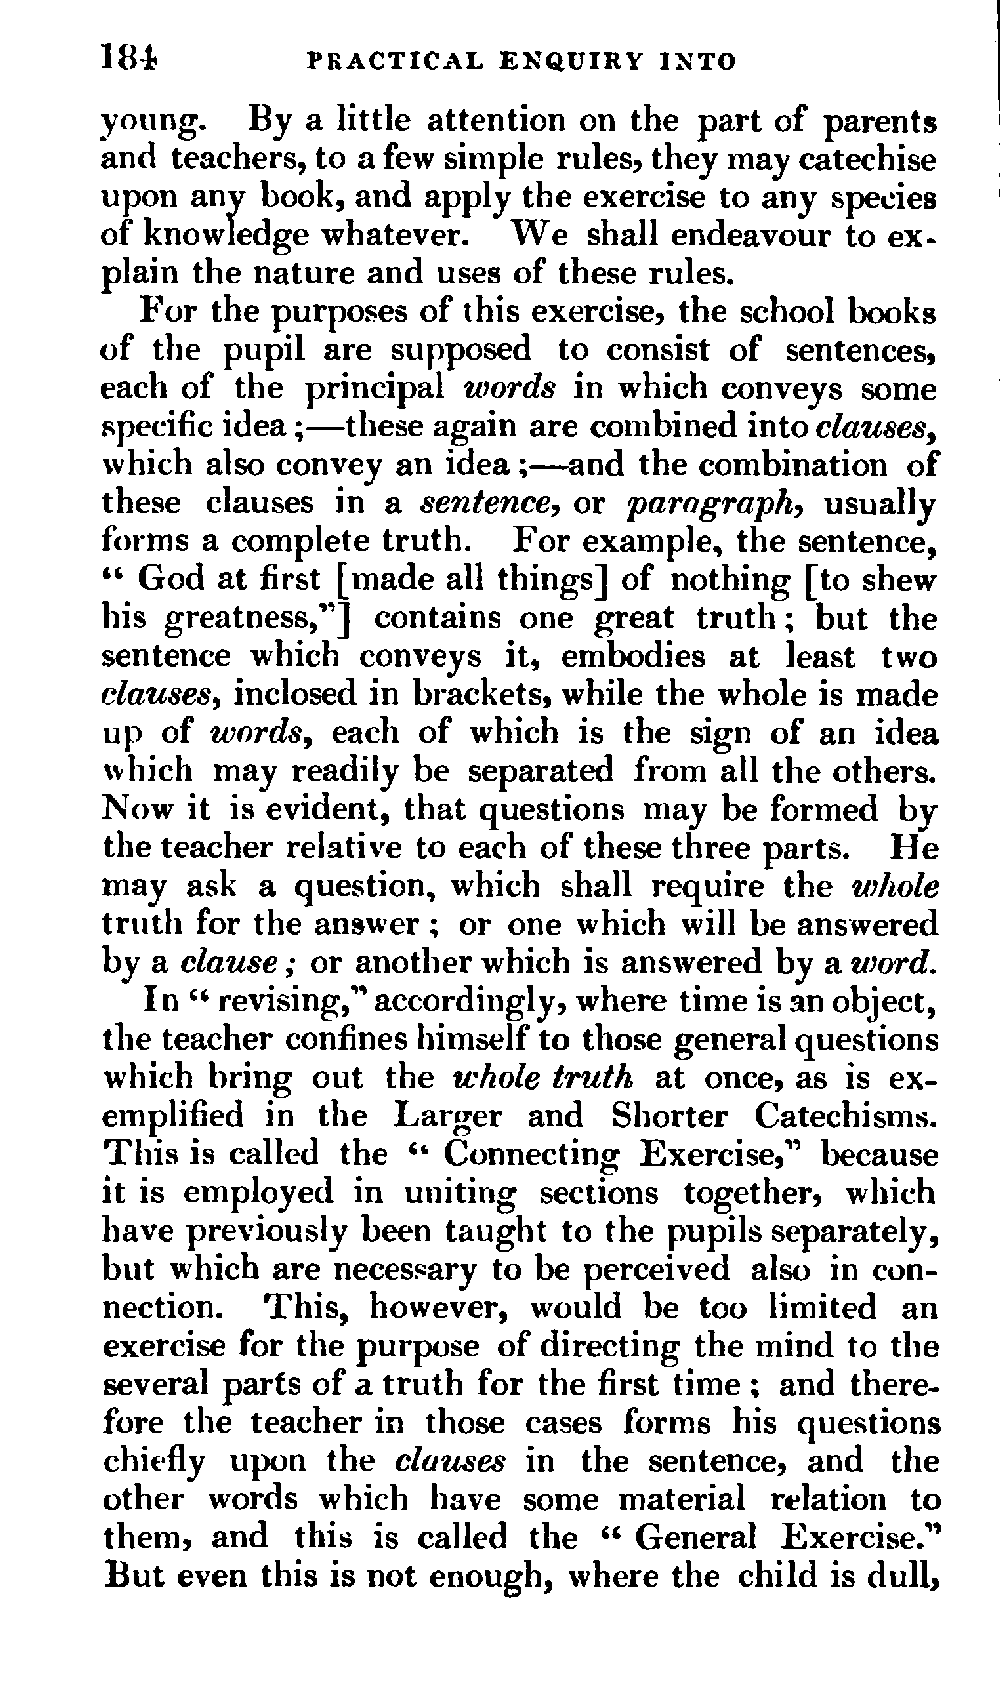 184 PRACTICAL ENQUIRY INTO
young. By a little attention on the part of parents
and teachers, to a few simple rules, they may catechise
upon any book, and apply the exercise to any species
of knowledge whatever. We shall endeavour to ex-
plain the nature and uses of these rules.
For the purposes of this exercise, the school books
of the pupil are supposed to consist of sentences,
each of the principal words in which conveys some
specific idea;—these again are combined into clauses,
which also convey an idea;—and the combination of
these clauses in a sentence, or paragraph, usually
forms a complete truth. For example, the sentence,
“ God at first [made all things] of nothing [to shew
his greatness,”] contains one great truth; but the
sentence which conveys it, embodies at least two
clauses, inclosed in brackets, while the whole is made
up of words, each of which is the sign of an idea
which may readily be separated from all the others.
Now it is evident, that questions may be formed by
the teacher relative to each of these three parts. He
may ask a question, which shall require the whole
truth for the answer; or one which will be answered
by a clause; or another which is answered by a word.
In “ revising,” accordingly, where time is an object,
the teacher confines himself to those general questions
which bring out the whole truth at once, as is ex-
emplified in the Larger and Shorter Catechisms.
This is called the “ Connecting Exercise,” because
it is employed in uniting sections together, which
have previously been taught to the pupils separately,
but which are necessary to be perceived also in con-
nection. This, however, would be too limited an
exercise for the purpose of directing the mind to the
several parts of a truth for the first time; and there-
fore the teacher in those cases forms his questions
chiefly upon the clauses in the sentence, and the
other words which have some material relation to
them, and this is called the “ General Exercise.”
But even this is not enough, where the child is dull,